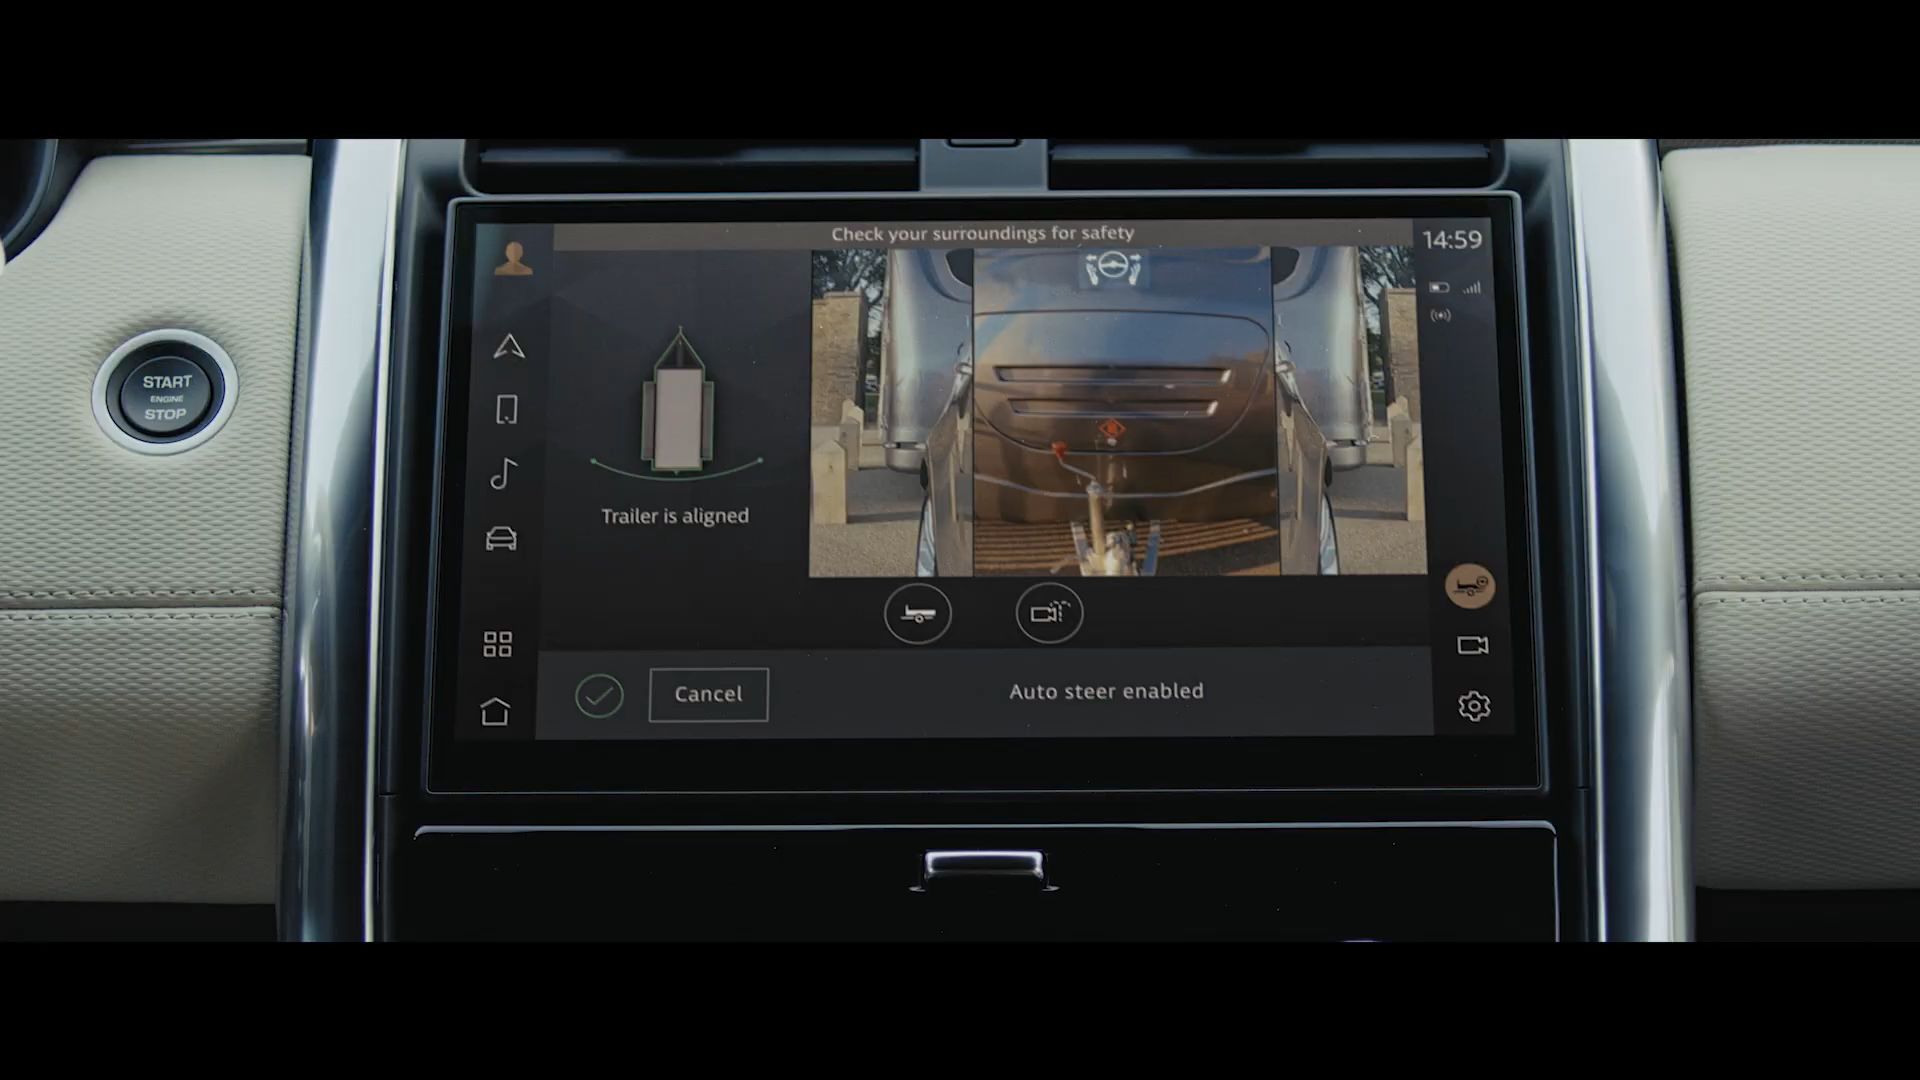 Check your surroundings for safety
14:59
START
ENGINE
STOP
Trailer is aligned
Cancel
Auto steer enabled